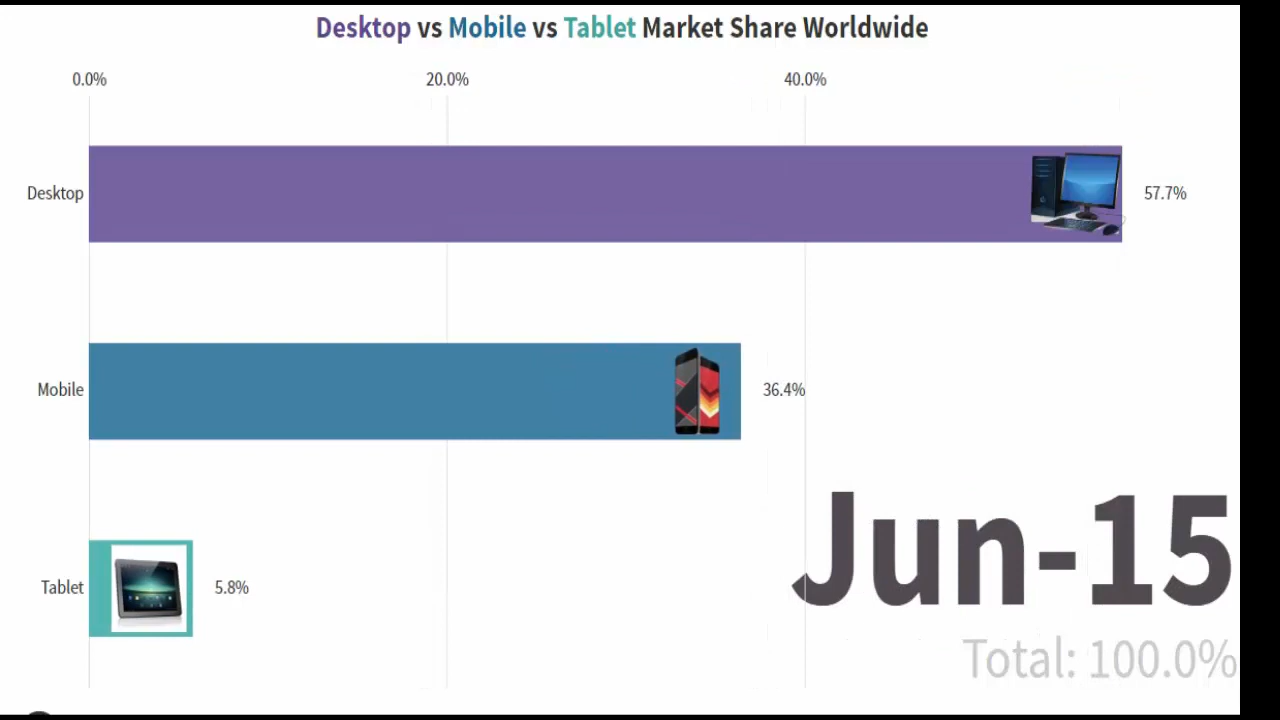 Desktop vs Mobile vs Tablet Market Share Worldwide
0.0% 20.0% 40.0%
Desktop 57.7%
Mobile 36.4%
Tablet 5.8%
Jun-15
Total: 100.0%